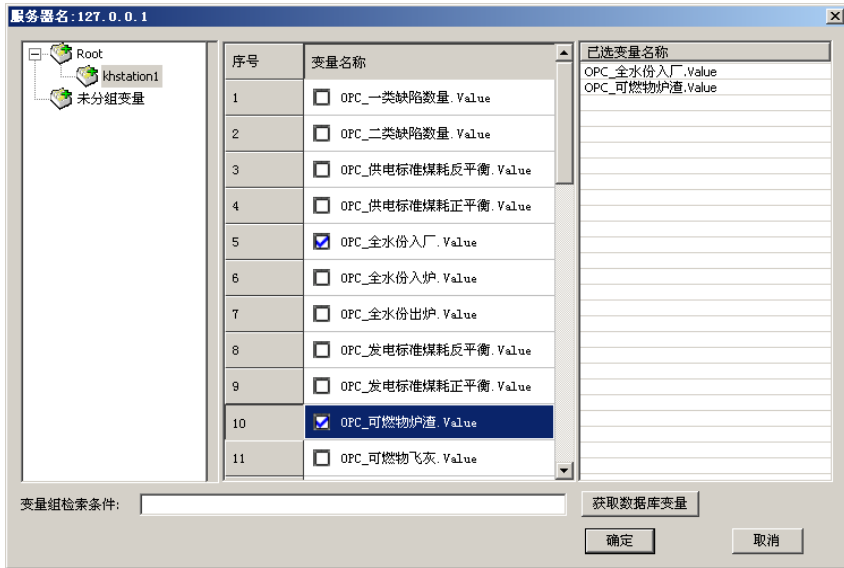 服务器名:127.0.0.1
Root
khstation1
未分组变量
序号 变量名称
1 OPC_一类缺陷数量.Value
2 OPC_二类缺陷数量.Value
3 OPC_供电标准煤耗反平衡.Value
4 OPC_供电标准煤耗正平衡.Value
5 OPC_全水份入厂.Value
6 OPC_全水份入炉.Value
7 OPC_全水份出炉.Value
8 OPC_发电标准煤耗反平衡.Value
9 OPC_发电标准煤耗正平衡.Value
10 OPC_可燃物炉渣.Value
11 OPC_可燃物飞灰.Value
已选变量名称
OPC_全水份入厂.Value
OPC_可燃物炉渣.Value
变量组检索条件:
获取数据库变量
确定 取消